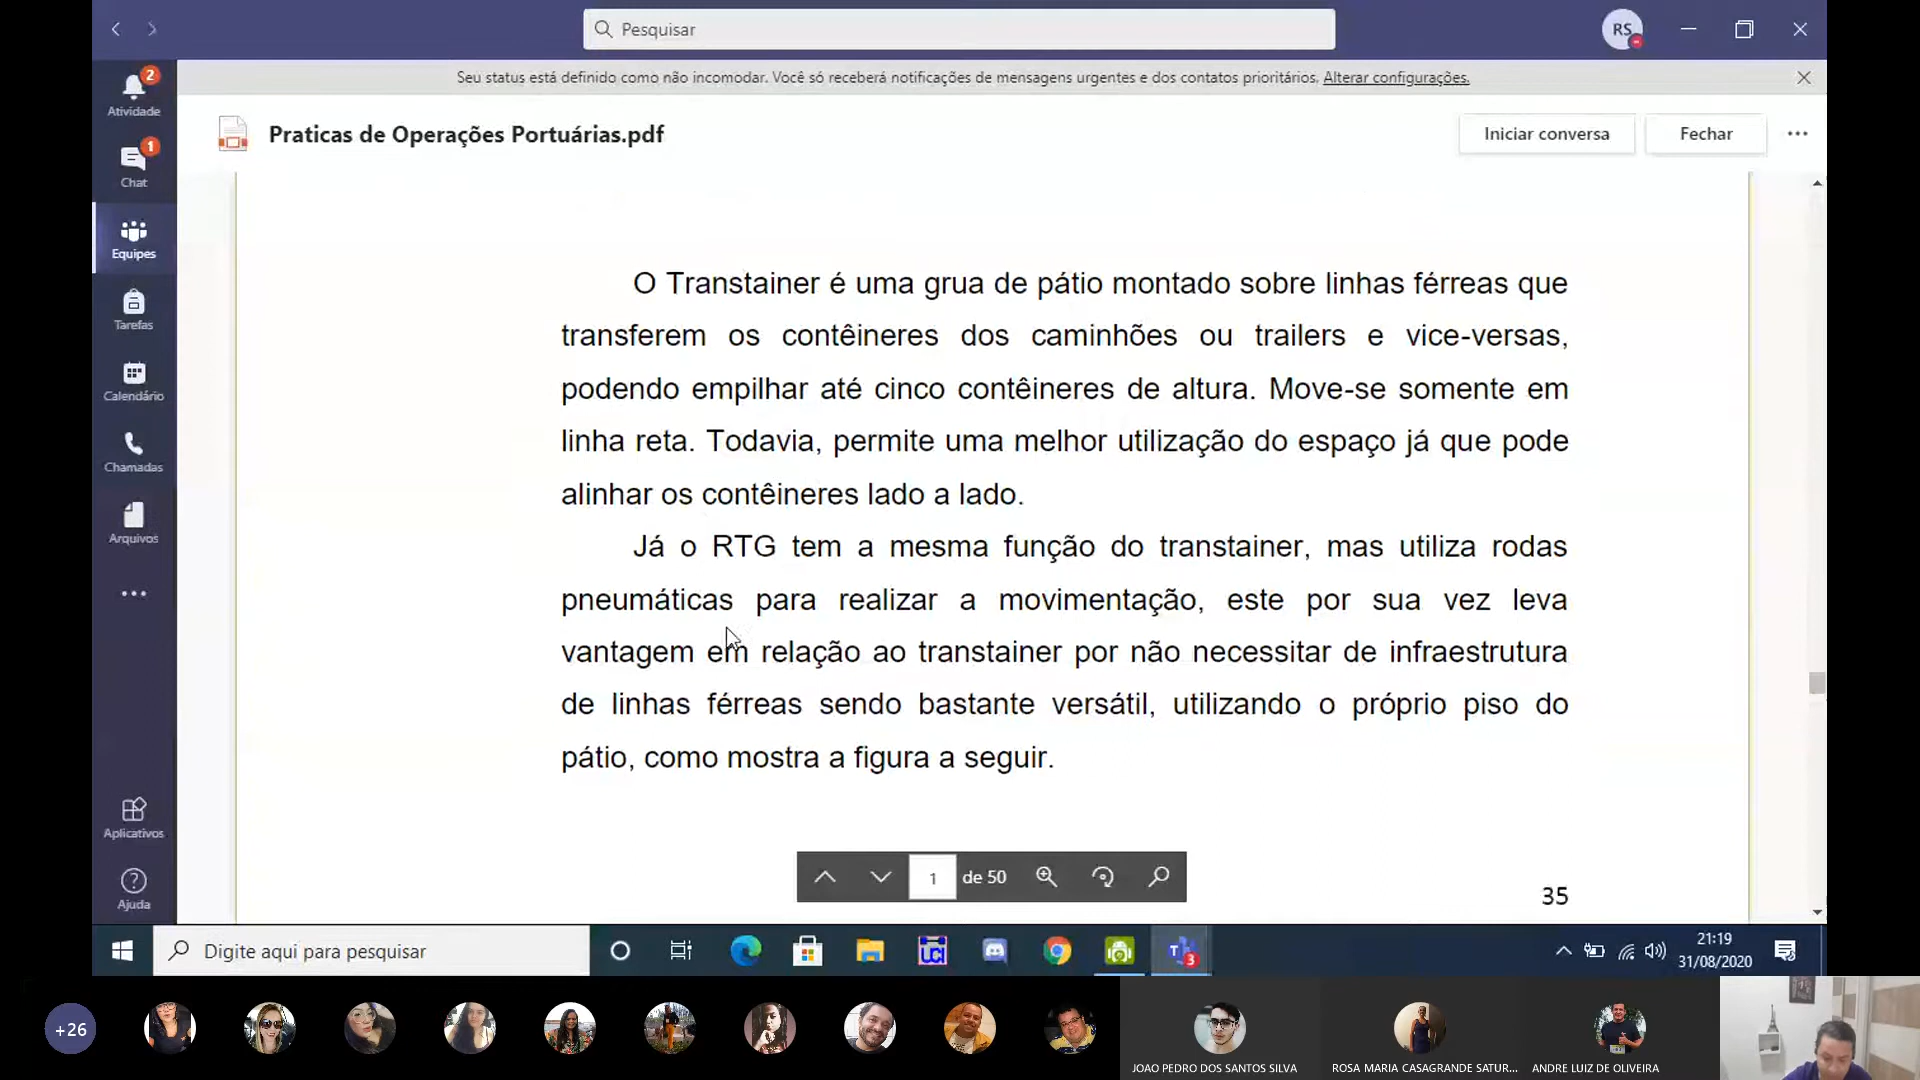 Pesquisar
RS
Seu status está definido como não incomodar. Você só receberá notificações de mensagens urgentes e dos contatos prioritários. Alterar configurações.
2
Atividade
1
Chat
Equipes
Tarefas
Calendário
Chamadas
Arquivos
Aplicativos
Ajuda
Praticas de Operações Portuárias.pdf
Iniciar conversa
Fechar
O Transtainer é uma grua de pátio montado sobre linhas férreas que
transferem os contêineres dos caminhões ou trailers e vice-versas,
podendo empilhar até cinco contêineres de altura. Move-se somente em
linha reta. Todavia, permite uma melhor utilização do espaço já que pode
alinhar os contêineres lado a lado.
Já o RTG tem a mesma função do transtainer, mas utiliza rodas
pneumáticas para realizar a movimentação, este por sua vez leva
vantagem em relação ao transtainer por não necessitar de infraestrutura
de linhas férreas sendo bastante versátil, utilizando o próprio piso do
pátio, como mostra a figura a seguir.
1 de 50
35
Digite aqui para pesquisar
UCI
T 3
21:19
31/08/2020
+26
JOAO PEDRO DOS SANTOS SILVA
ROSA MARIA CASAGRANDE SATUR...
ANDRE LUIZ DE OLIVEIRA